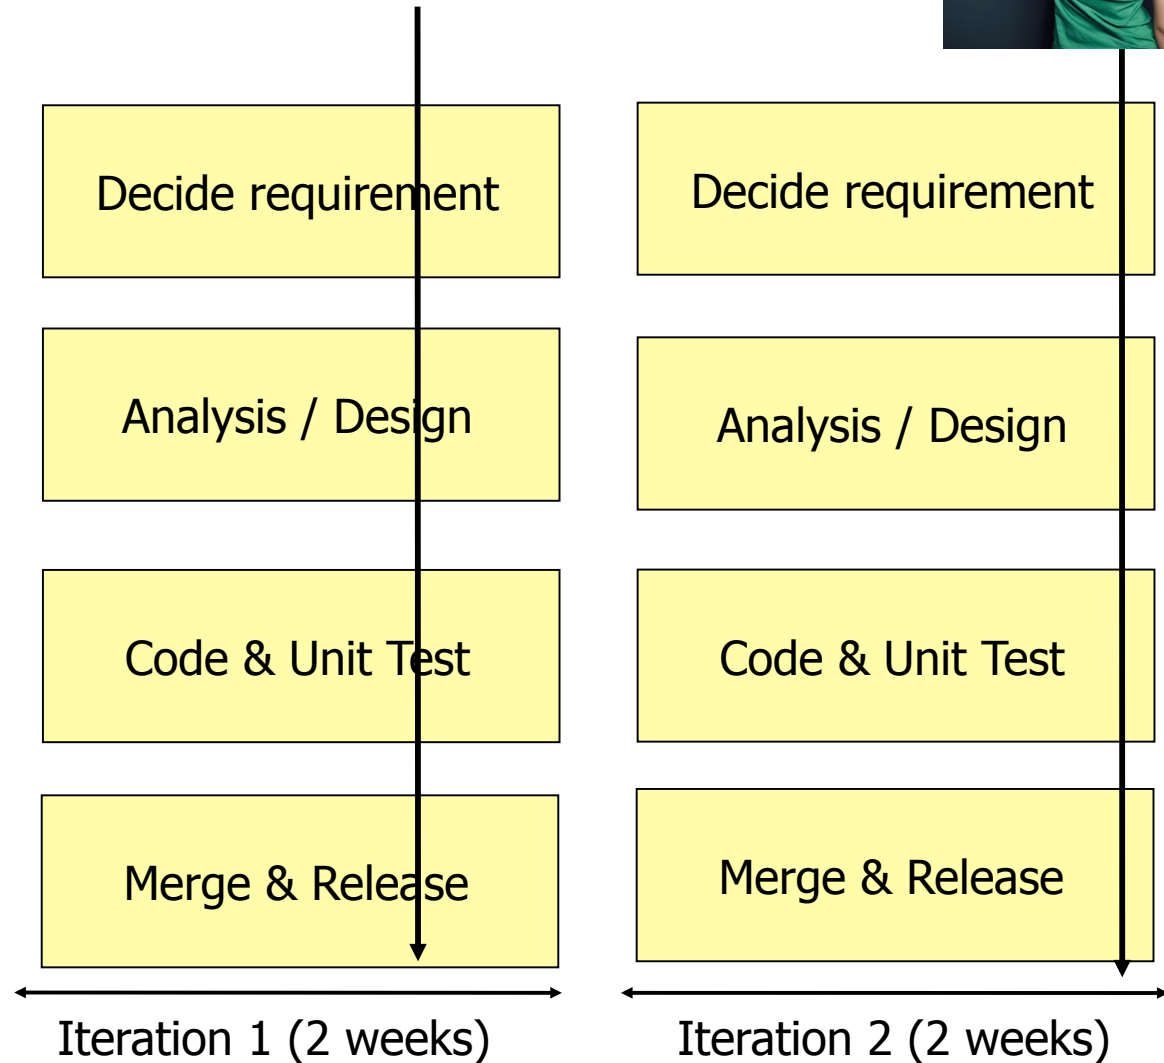 Decide requirement
Analysis / Design
Code & Unit Test
Merge & Release
Iteration 1 (2 weeks)
Decide requirement
Analysis / Design
Code & Unit Test
Merge & Release
Iteration 2 (2 weeks)